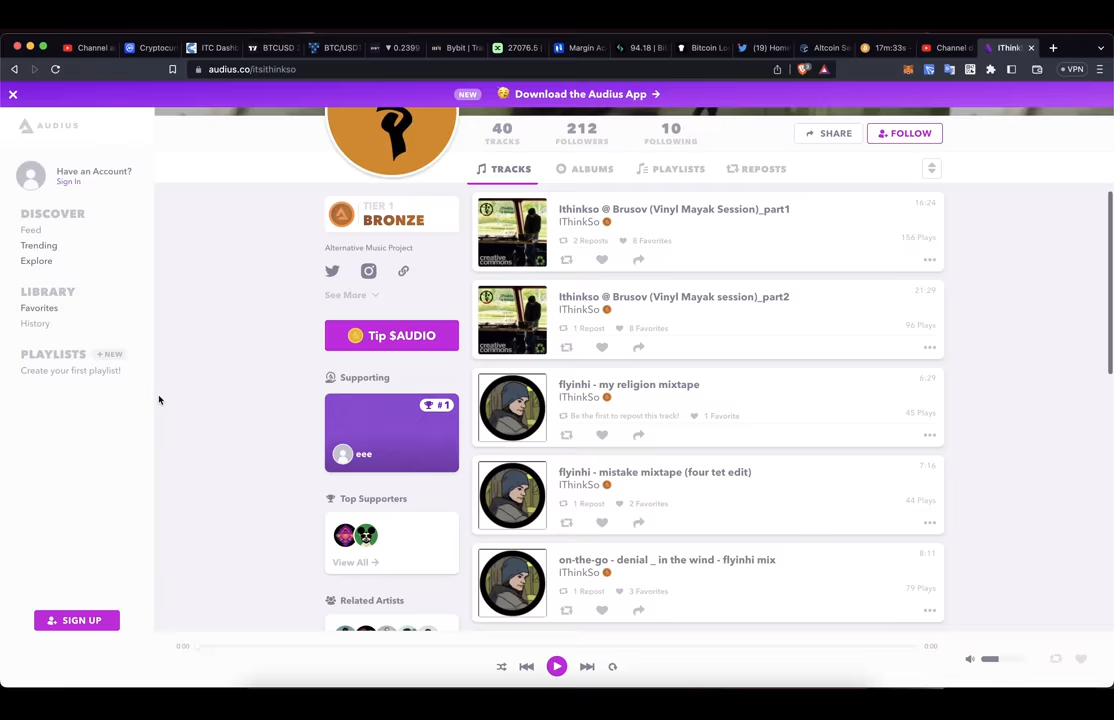 Channel a
Cryptocurr
ITC Dashb
BTCUSD
BTC/USDT
0.2399
Bybit | Tra
27076.5 |
Margin Ac
94.18 | Bi
Bitcoin Lo
(19) Home
Altcoin Se
17m:33s
Channel d
IThink
audius.co/itsithinkso
VPN
NEW
Download the Audius App →
AUDIUS
Have an Account?
Sign In
DISCOVER
Feed
Trending
Explore
LIBRARY
Favorites
History
PLAYLISTS
+ NEW
Create your first playlist!
SIGN UP
40
TRACKS
212
FOLLOWERS
10
FOLLOWING
SHARE
FOLLOW
TRACKS
ALBUMS
PLAYLISTS
REPOSTS
TIER 1
BRONZE
Alternative Music Project
See More
Tip $AUDIO
Supporting
#1
eee
Top Supporters
View All →
Related Artists
Ithinkso @ Brusov (Vinyl Mayak Session)_part1
16:24
IThinkSo
2 Reposts
8 Favorites
156 Plays
creative
commons
Ithinkso @ Brusov (Vinyl Mayak session)_part2
21:29
IThinkSo
1 Repost
8 Favorites
96 Plays
creative
commons
flyinhi - my religion mixtape
6:29
IThinkSo
Be the first to repost this track!
1 Favorite
45 Plays
flyinhi - mistake mixtape (four tet edit)
7:16
IThinkSo
1 Repost
2 Favorites
44 Plays
on-the-go - denial _ in the wind - flyinhi mix
8:11
IThinkSo
1 Repost
3 Favorites
79 Plays
0:00
0:00